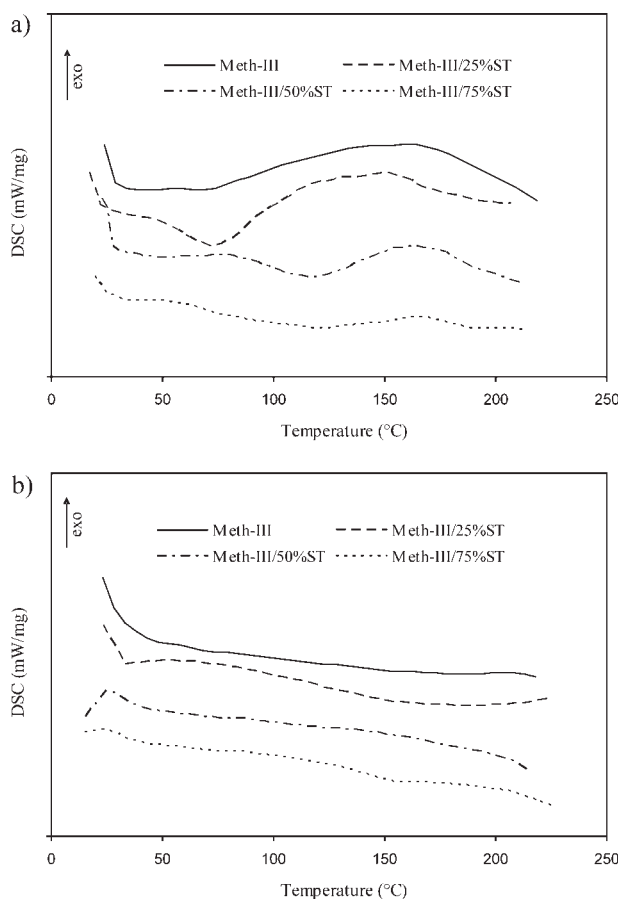 a)
exo
Meth-III
Meth-III/25%ST
Meth-III/50%ST
Meth-III/75%ST
DSC (mW/mg)
0 50 100 150 200 250
Temperature (°C)
b)
exo
Meth-III
Meth-III/25%ST
Meth-III/50%ST
Meth-III/75%ST
DSC (mW/mg)
0 50 100 150 200 250
Temperature (°C)